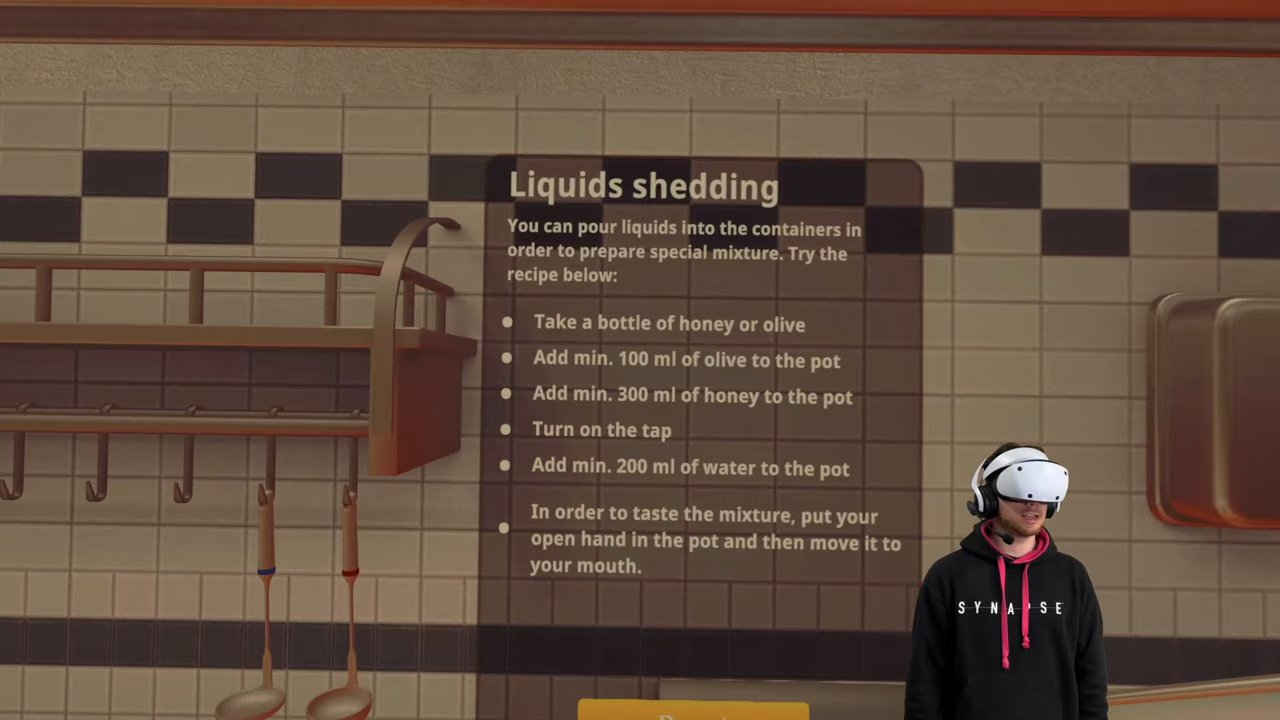 Liquids shedding
You can pour liquids into the containers in
order to prepare special mixture. Try the
recipe below:
Take a bottle of honey or olive
Add min. 100 ml of olive to the pot
Add min. 300 ml of honey to the pot
Turn on the tap
Add min. 200 ml of water to the pot
In order to taste the mixture, put your
open hand in the pot and then move it to
your mouth.
SYNAPSE